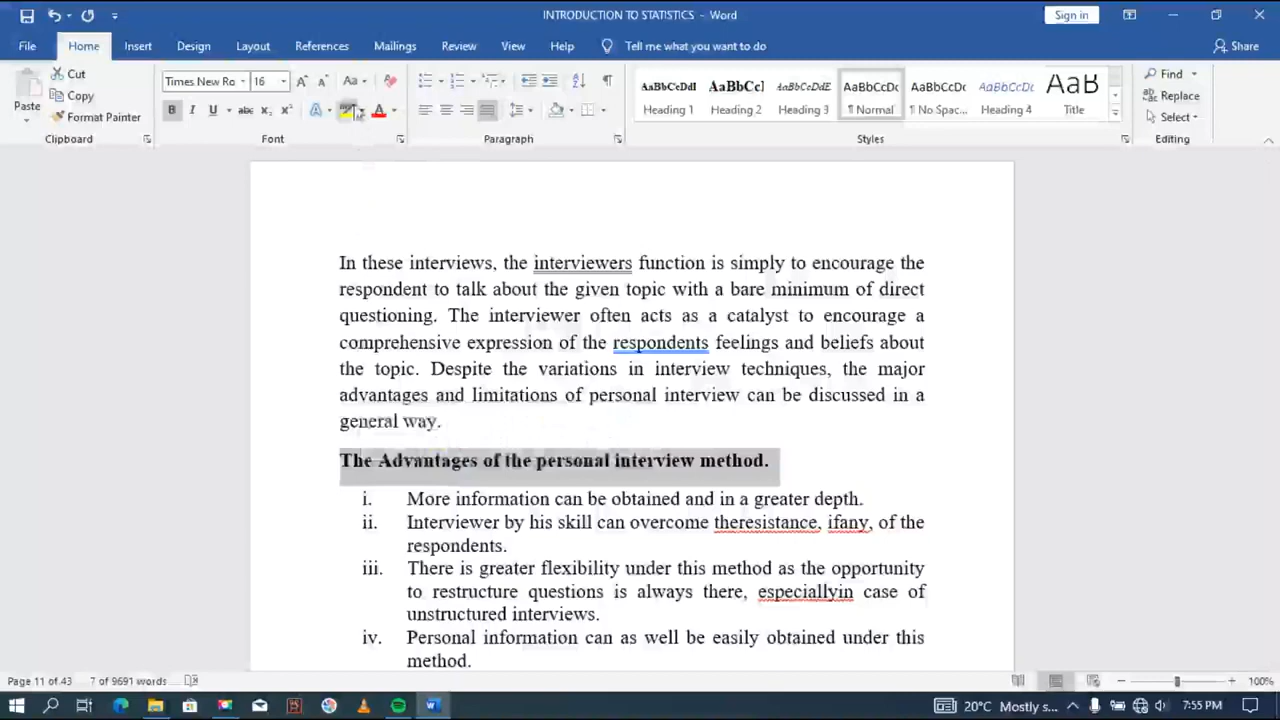 INTRODUCTION TO STATISTICS - Word
Sign in
File Home Insert Design Layout References Mailings Review View Help Tell me what you want to do Share
Paste
Cut
Copy
Format Painter
Clipboard
Times New Ro 16
Font
Paragraph
AaBbCcDdI AaBbCc] AaBbCcDdE AaBbCcDc AaBbCcDc AaBbCcDc AaB
Heading 1 Heading 2 Heading 3 ¶ Normal ¶ No Spac... Heading 4 Title
Styles
Find
Replace
Select
Editing
In these interviews, the interviewers function is simply to encourage the
respondent to talk about the given topic with a bare minimum of direct
questioning. The interviewer often acts as a catalyst to encourage a
comprehensive expression of the respondents feelings and beliefs about
the topic. Despite the variations in interview techniques, the major
advantages and limitations of personal interview can be discussed in a
general way.
The Advantages of the personal interview method.
i. More information can be obtained and in a greater depth.
ii. Interviewer by his skill can overcome theresistance, ifany, of the
respondents.
iii. There is greater flexibility under this method as the opportunity
to restructure questions is always there, especiallyin case of
unstructured interviews.
iv. Personal information can as well be easily obtained under this
method.
Page 11 of 43 7 of 9691 words 100%
20°C Mostly s... 7:55 PM